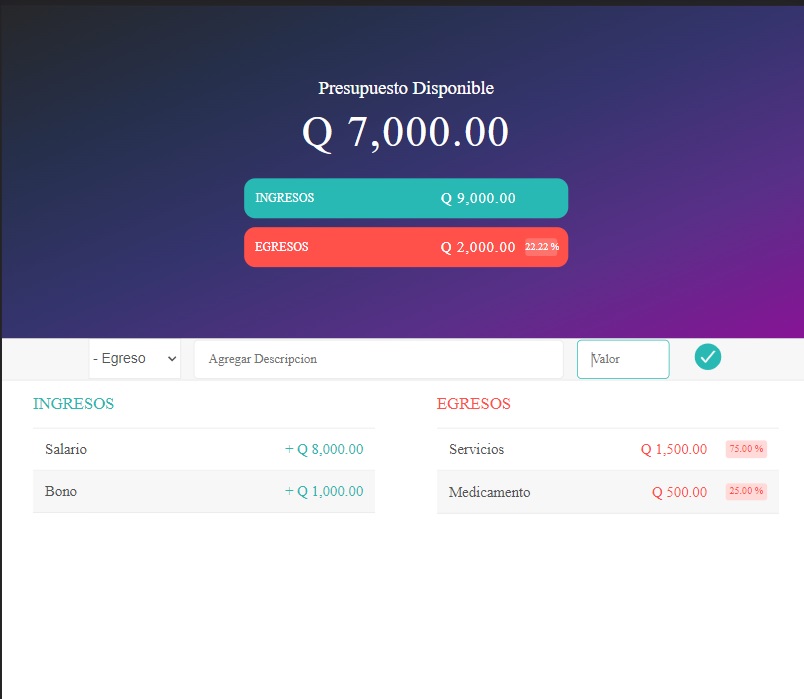 Presupuesto Disponible
Q 7,000.00
INGRESOS Q 9,000.00
EGRESOS Q 2,000.00 22.22 %
- Egreso Agregar Descripcion Valor
INGRESOS
Salario + Q 8,000.00
Bono + Q 1,000.00
EGRESOS
Servicios Q 1,500.00 75.00 %
Medicamento Q 500.00 25.00 %